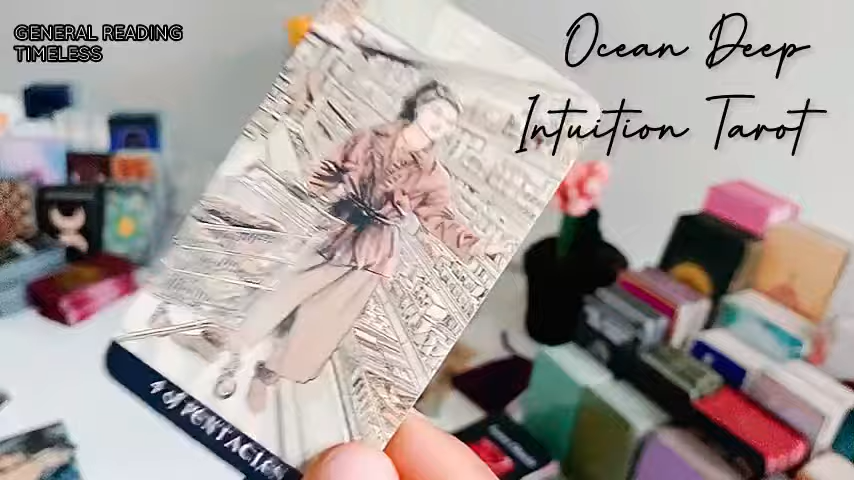 GENERAL READING
TIMELESS
Ocean Deep
Intuition Tarot
4 of PENTACLES